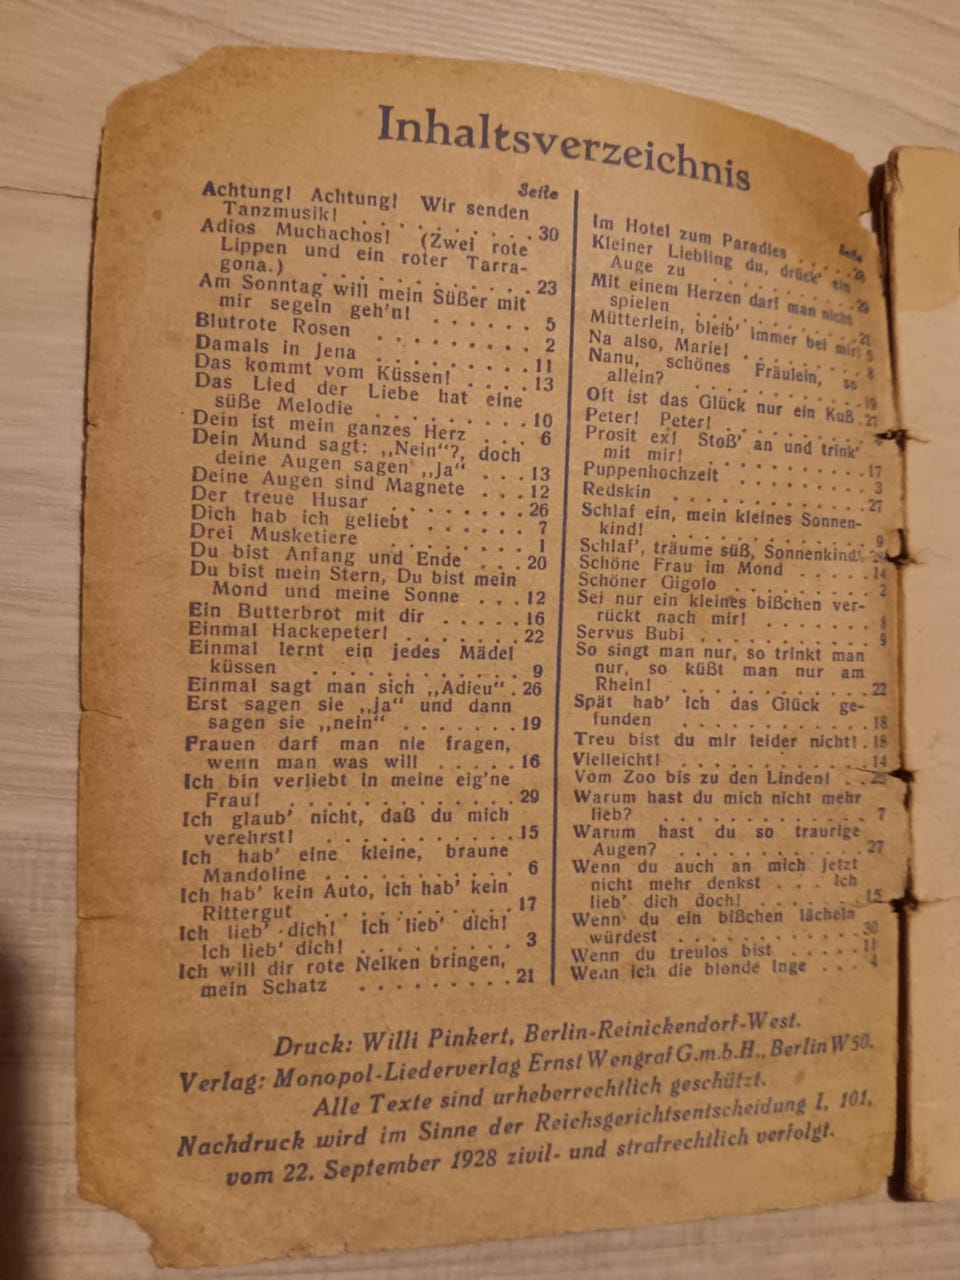 Inhaltsverzeichnis
Seite
Achtung! Achtung! Wir senden
Tanzmusik! . . . . . . . . 30
Adios Muchachos! (Zwei rote
Lippen und ein roter Tarra-
gona.) . . . . . . . . . 23
Am Sonntag will mein Süßer mit
mir segeln geh'n! . . . . . . 5
Blutrote Rosen . . . . . . . . 2
Damals in Jena . . . . . . . 11
Das kommt vom Küssen! . . . . 13
Das Lied der Liebe hat eine
süße Melodie . . . . . . . 10
Dein ist mein ganzes Herz . . . 6
Dein Mund sagt: „Nein"?, doch
deine Augen sagen „Ja" . . . 13
Deine Augen sind Magnete . . . 12
Der treue Husar . . . . . . . 26
Dich hab ich geliebt . . . . . . 7
Drei Musketiere . . . . . . . . 1
Du bist Anfang und Ende . . . 20
Du bist mein Stern, Du bist mein
Mond und meine Sonne . . . 12
Ein Butterbrot mit dir . . . . . 16
Einmal Hackepeter! . . . . . . 22
Einmal lernt ein jedes Mädel
küssen . . . . . . . . . . 9
Einmal sagt man sich „Adieu" . 26
Erst sagen sie „ja" und dann
sagen sie „nein" . . . . . . 19
Frauen darf man nie fragen,
wenn man was will . . . . . 16
Ich bin verliebt in meine eig'ne
Frau! . . . . . . . . . . 29
Ich glaub' nicht, daß du mich
verehrst! . . . . . . . . . 15
Ich hab' eine kleine, braune
Mandoline . . . . . . . . . 6
Ich hab' kein Auto, ich hab' kein
Rittergut . . . . . . . . . 17
Ich lieb' dich! Ich lieb' dich!
Ich lieb' dich! . . . . . . . . 3
Ich will dir rote Nelken bringen,
mein Schatz . . . . . . . . 21
Seite
Im Hotel zum Paradies . . . .
Kleiner Liebling du, drück' ein
Auge zu . . . . . . . . .
Mit einem Herzen darf man nicht
spielen . . . . . . . . . 21
Mütterlein, bleib' immer bei mir! 5
Na also, Marie! . . . . . . . 8
Nanu, schönes Fräulein, so
allein? . . . . . . . . . 19
Oft ist das Glück nur ein Kuß . 21
Peter! Peter! . . . . . . . .
Prosit ex! Stoß' an und trink'
mit mir! . . . . . . . . . 17
Puppenhochzeit . . . . . . . . 3
Redskin . . . . . . . . . . 27
Schlaf ein, mein kleines Sonnen-
kind! . . . . . . . . . . 9
Schlaf', träume süß, Sonnenkind!
Schöne Frau im Mond . . . . . 14
Schöner Gigolo . . . . . . . . 2
Sei nur ein kleines bißchen ver-
rückt nach mir! . . . . . . 8
Servus Bubi . . . . . . . . . 9
So singt man nur, so trinkt man
nur, so küßt man nur am
Rhein! . . . . . . . . . . 22
Spät hab' ich das Glück ge-
funden . . . . . . . . . . 18
Treu bist du mir leider nicht! . 18
Vielleicht! . . . . . . . . . . 14
Vom Zoo bis zu den Linden! . . 25
Warum hast du mich nicht mehr
lieb? . . . . . . . . . . . 7
Warum hast du so traurige
Augen? . . . . . . . . . . 27
Wenn du auch an mich jetzt
nicht mehr denkst . . . Ich
lieb' dich doch! . . . . . . 15
Wenn du ein bißchen lächeln
würdest . . . . . . . . . 30
Wenn du treulos bist . . . . . 11
Wenn ich die blonde Inge . . . 4
Druck: Willi Pinkert, Berlin-Reinickendorf-West.
Verlag: Monopol-Liederverlag Ernst Wengraf G.m.b.H., Berlin W50.
Alle Texte sind urheberrechtlich geschützt.
Nachdruck wird im Sinne der Reichsgerichtsentscheidung I, 101,
vom 22. September 1928 zivil- und strafrechtlich verfolgt.